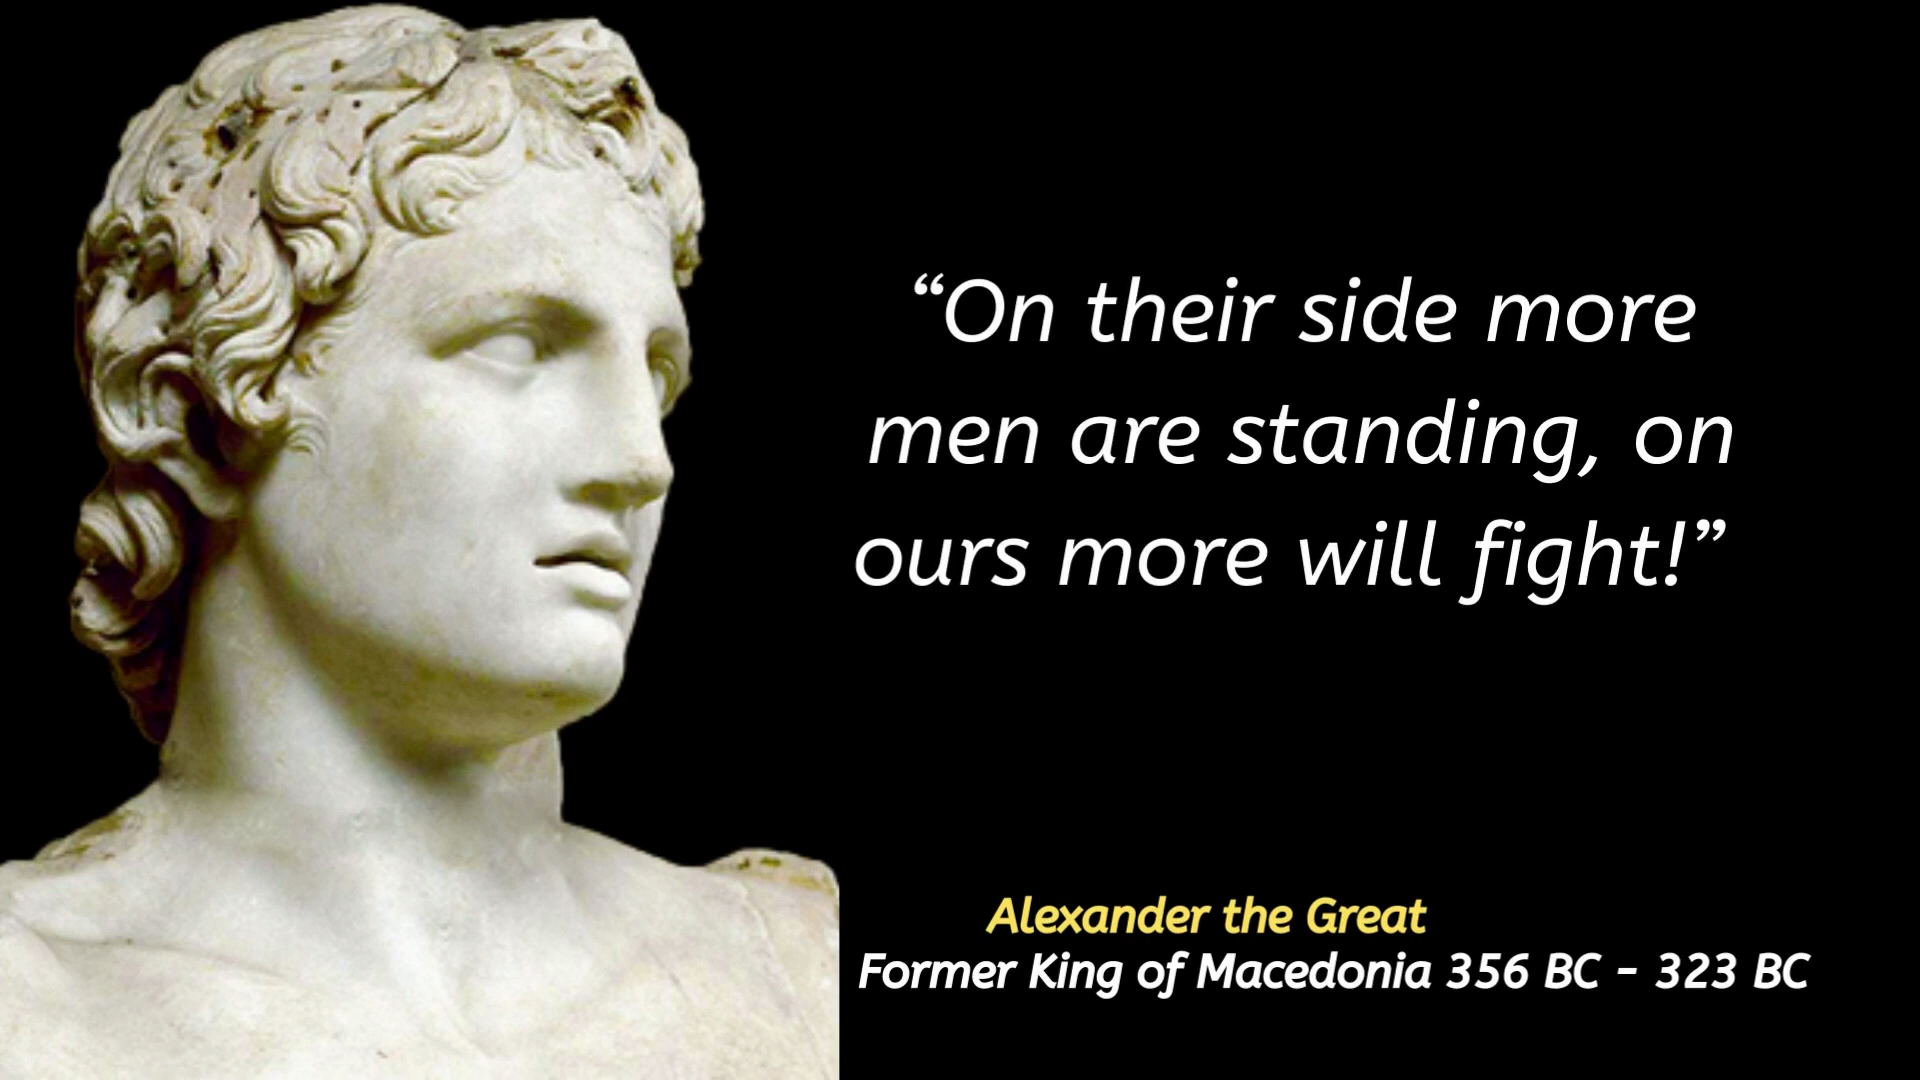 “On their side more
men are standing, on
ours more will fight!”
Alexander the Great
Former King of Macedonia 356 BC - 323 BC